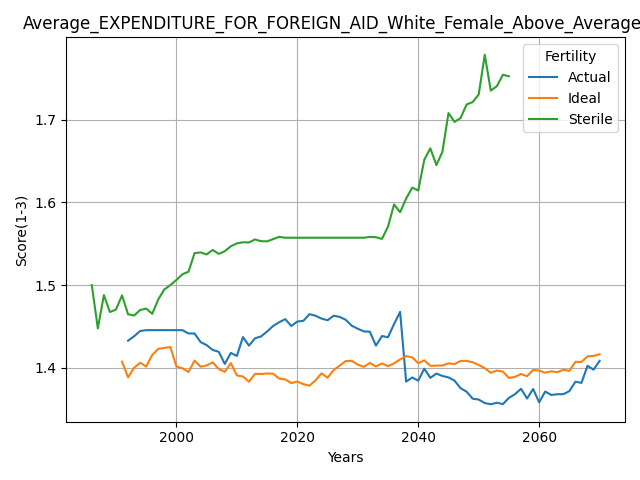 Average_EXPENDITURE_FOR_FOREIGN_AID_White_Female_Above_Average
Fertility
Actual
Ideal
Sterile
1.7
1.6
1.5
1.4
Score(1-3)
2000
2020
2040
2060
Years